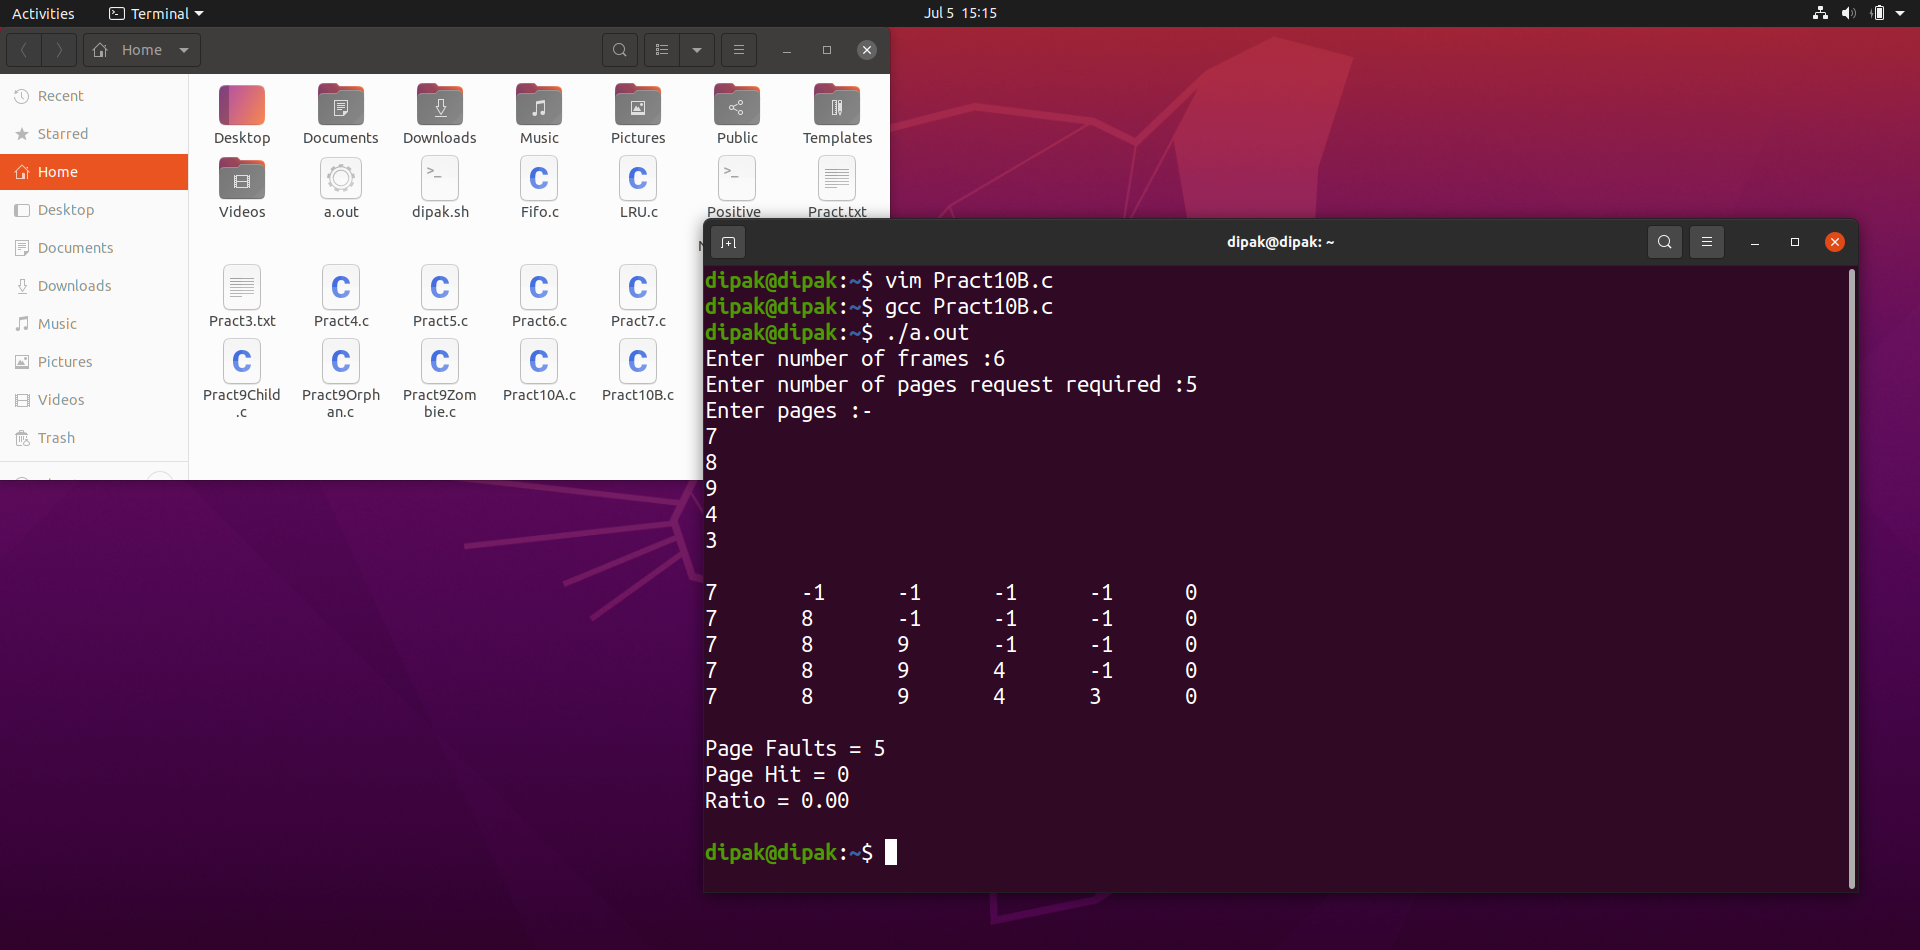 Activities Terminal Jul 5 15:15
Home
Recent
Starred
Home
Desktop
Documents
Downloads
Music
Pictures
Videos
Trash
Desktop Documents Downloads Music Pictures Public Templates
Videos a.out dipak.sh Fifo.c LRU.c Positive Pract.txt
Pract3.txt Pract4.c Pract5.c Pract6.c Pract7.c
Pract9Child Pract9Orph Pract9Zom Pract10A.c Pract10B.c
.c an.c bie.c
dipak@dipak: ~
dipak@dipak:~$ vim Pract10B.c
dipak@dipak:~$ gcc Pract10B.c
dipak@dipak:~$ ./a.out
Enter number of frames :6
Enter number of pages request required :5
Enter pages :-
7
8
9
4
3
7 -1 -1 -1 -1 0
7 8 -1 -1 -1 0
7 8 9 -1 -1 0
7 8 9 4 -1 0
7 8 9 4 3 0
Page Faults = 5
Page Hit = 0
Ratio = 0.00
dipak@dipak:~$